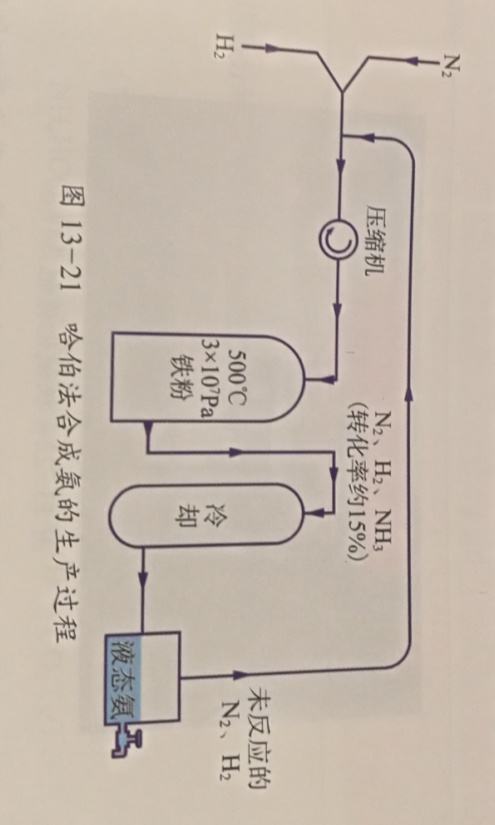 N₂
H₂
压缩机
500℃
3×10⁷Pa
铁粉
N₂、H₂、NH₃
(转化率约15%)
冷
却
未反应的
N₂、H₂
液态氨
图 13-21 哈伯法合成氨的生产过程